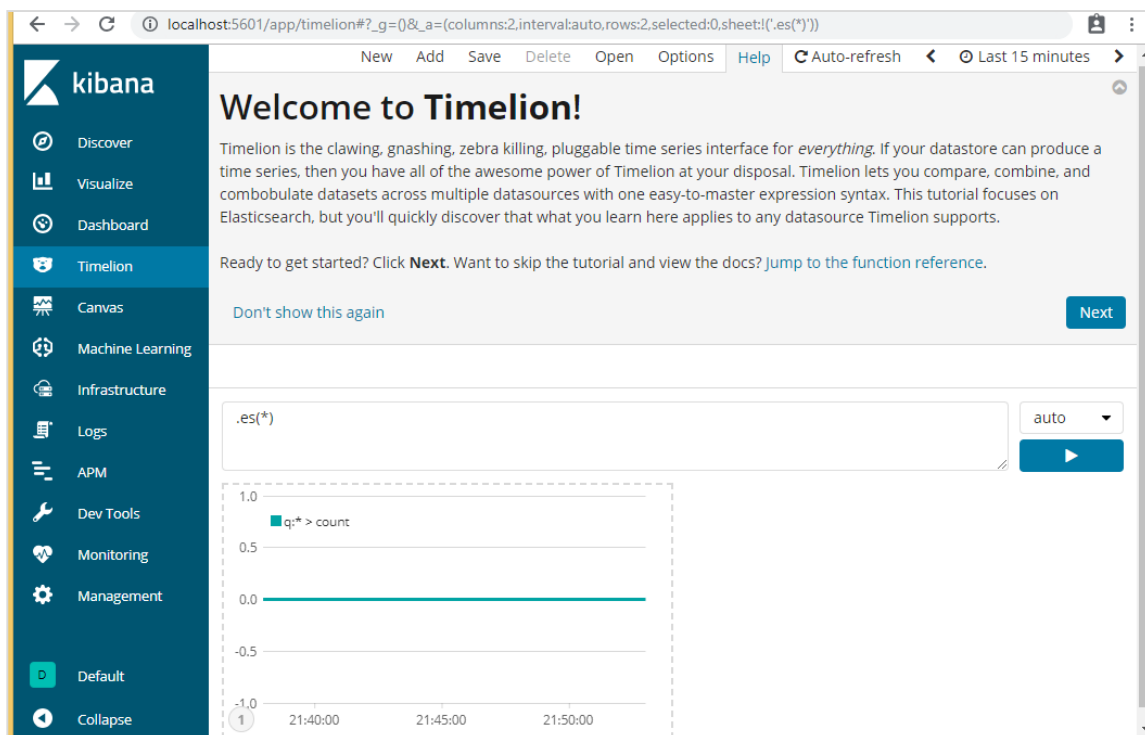 localhost:5601/app/timelion#?_g=()&_a=(columns:2,interval:auto,rows:2,selected:0,sheet:!('.es(*)'))
kibana
Discover
Visualize
Dashboard
Timelion
Canvas
Machine Learning
Infrastructure
Logs
APM
Dev Tools
Monitoring
Management
D Default
Collapse
New Add Save Delete Open Options Help Auto-refresh Last 15 minutes
Welcome to Timelion!
Timelion is the clawing, gnashing, zebra killing, pluggable time series interface for everything. If your datastore can produce a
time series, then you have all of the awesome power of Timelion at your disposal. Timelion lets you compare, combine, and
combobulate datasets across multiple datasources with one easy-to-master expression syntax. This tutorial focuses on
Elasticsearch, but you'll quickly discover that what you learn here applies to any datasource Timelion supports.
Ready to get started? Click Next. Want to skip the tutorial and view the docs? Jump to the function reference.
Don't show this again
Next
.es(*)
auto
1.0
q:* > count
0.5
0.0
-0.5
-1.0
1
21:40:00 21:45:00 21:50:00